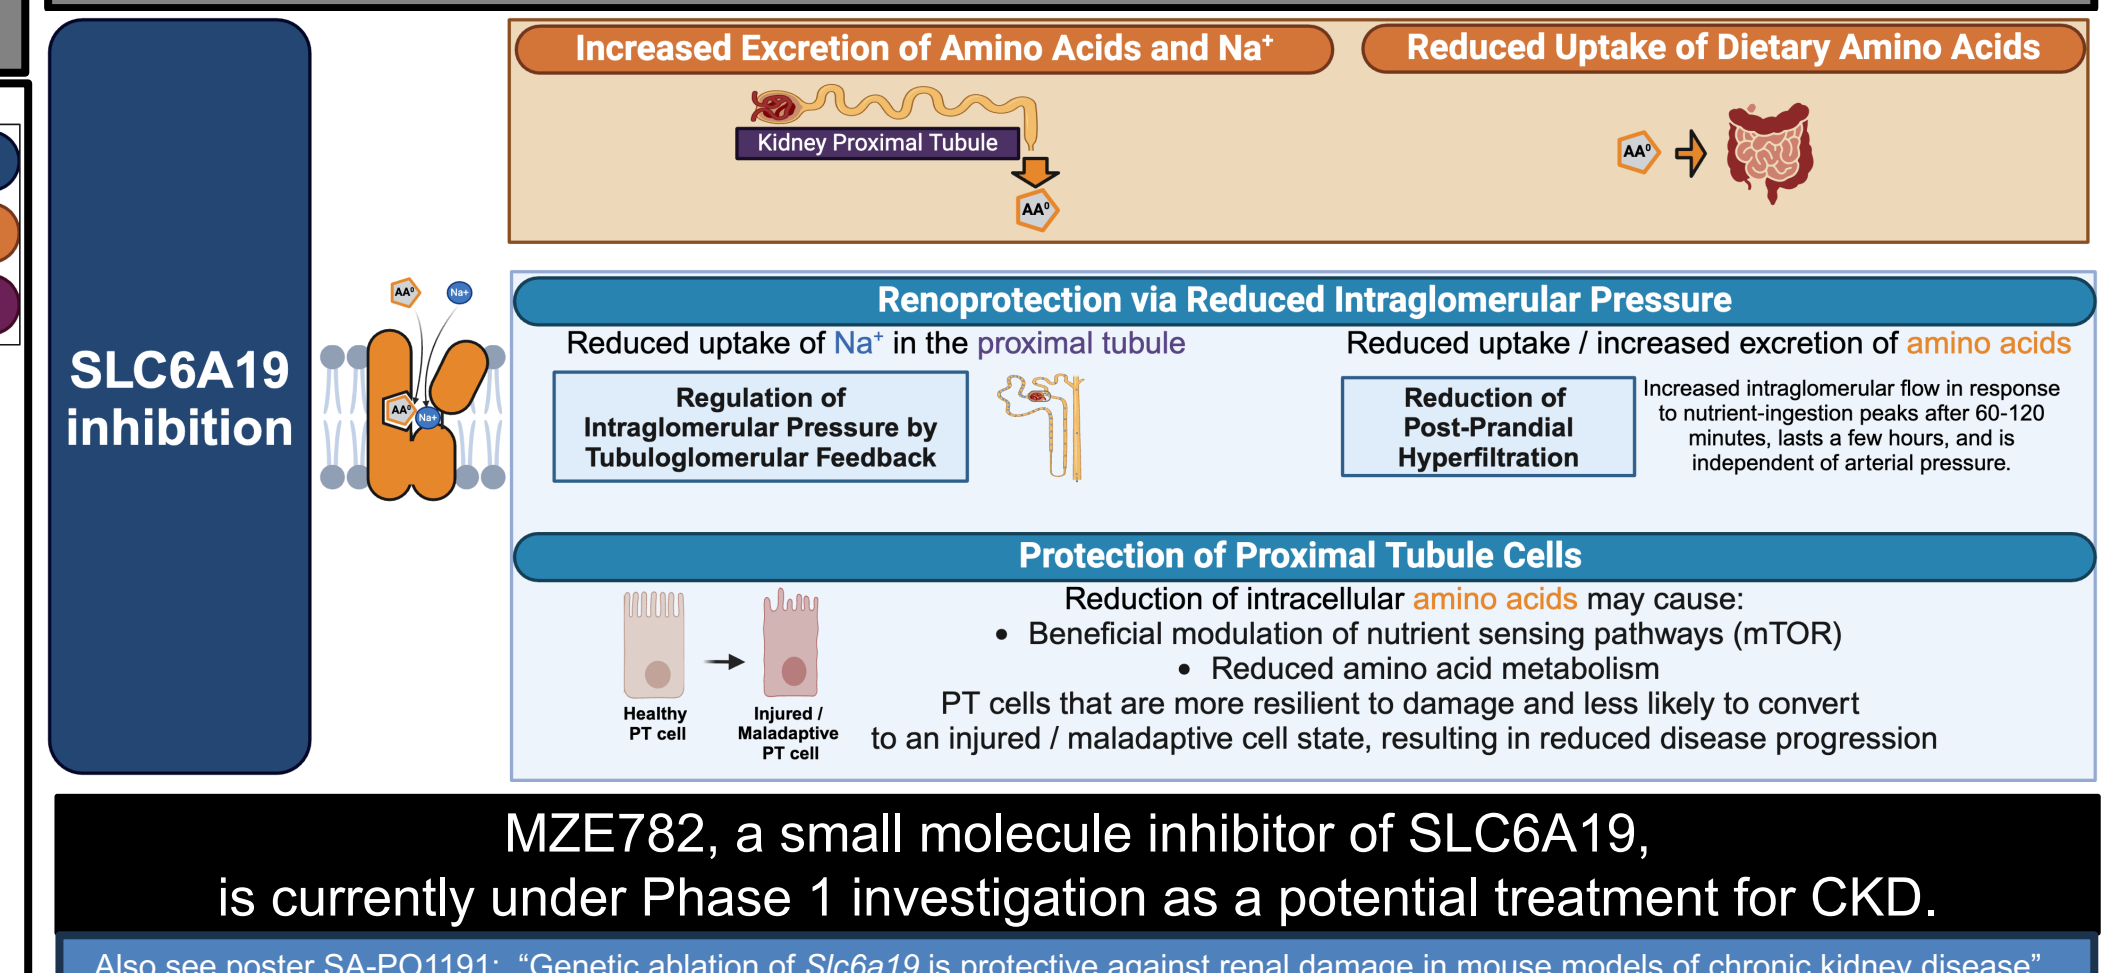 SLC6A19
inhibition
Increased Excretion of Amino Acids and Na⁺
Kidney Proximal Tubule
AA⁰
Reduced Uptake of Dietary Amino Acids
AA⁰
AA⁰
Na+
AA⁰
Na+
Renoprotection via Reduced Intraglomerular Pressure
Reduced uptake of Na⁺ in the proximal tubule
Regulation of
Intraglomerular Pressure by
Tubuloglomerular Feedback
Reduced uptake / increased excretion of amino acids
Reduction of
Post-Prandial
Hyperfiltration
Increased intraglomerular flow in response
to nutrient-ingestion peaks after 60-120
minutes, lasts a few hours, and is
independent of arterial pressure.
Protection of Proximal Tubule Cells
Healthy
PT cell
Injured /
Maladaptive
PT cell
Reduction of intracellular amino acids may cause:
• Beneficial modulation of nutrient sensing pathways (mTOR)
• Reduced amino acid metabolism
PT cells that are more resilient to damage and less likely to convert
to an injured / maladaptive cell state, resulting in reduced disease progression
MZE782, a small molecule inhibitor of SLC6A19,
is currently under Phase 1 investigation as a potential treatment for CKD.
Also see poster SA-PO1191: “Genetic ablation of Slc6a19 is protective against renal damage in mouse models of chronic kidney disease”